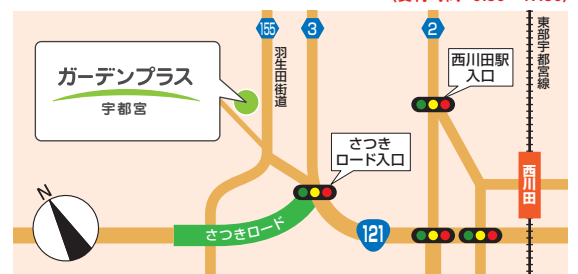 155
3
2
羽生田街道
西川田駅
入口
東武宇都宮線
ガーデンプラス
宇都宮
さつき
ロード入口
西川田
N
さつきロード
121